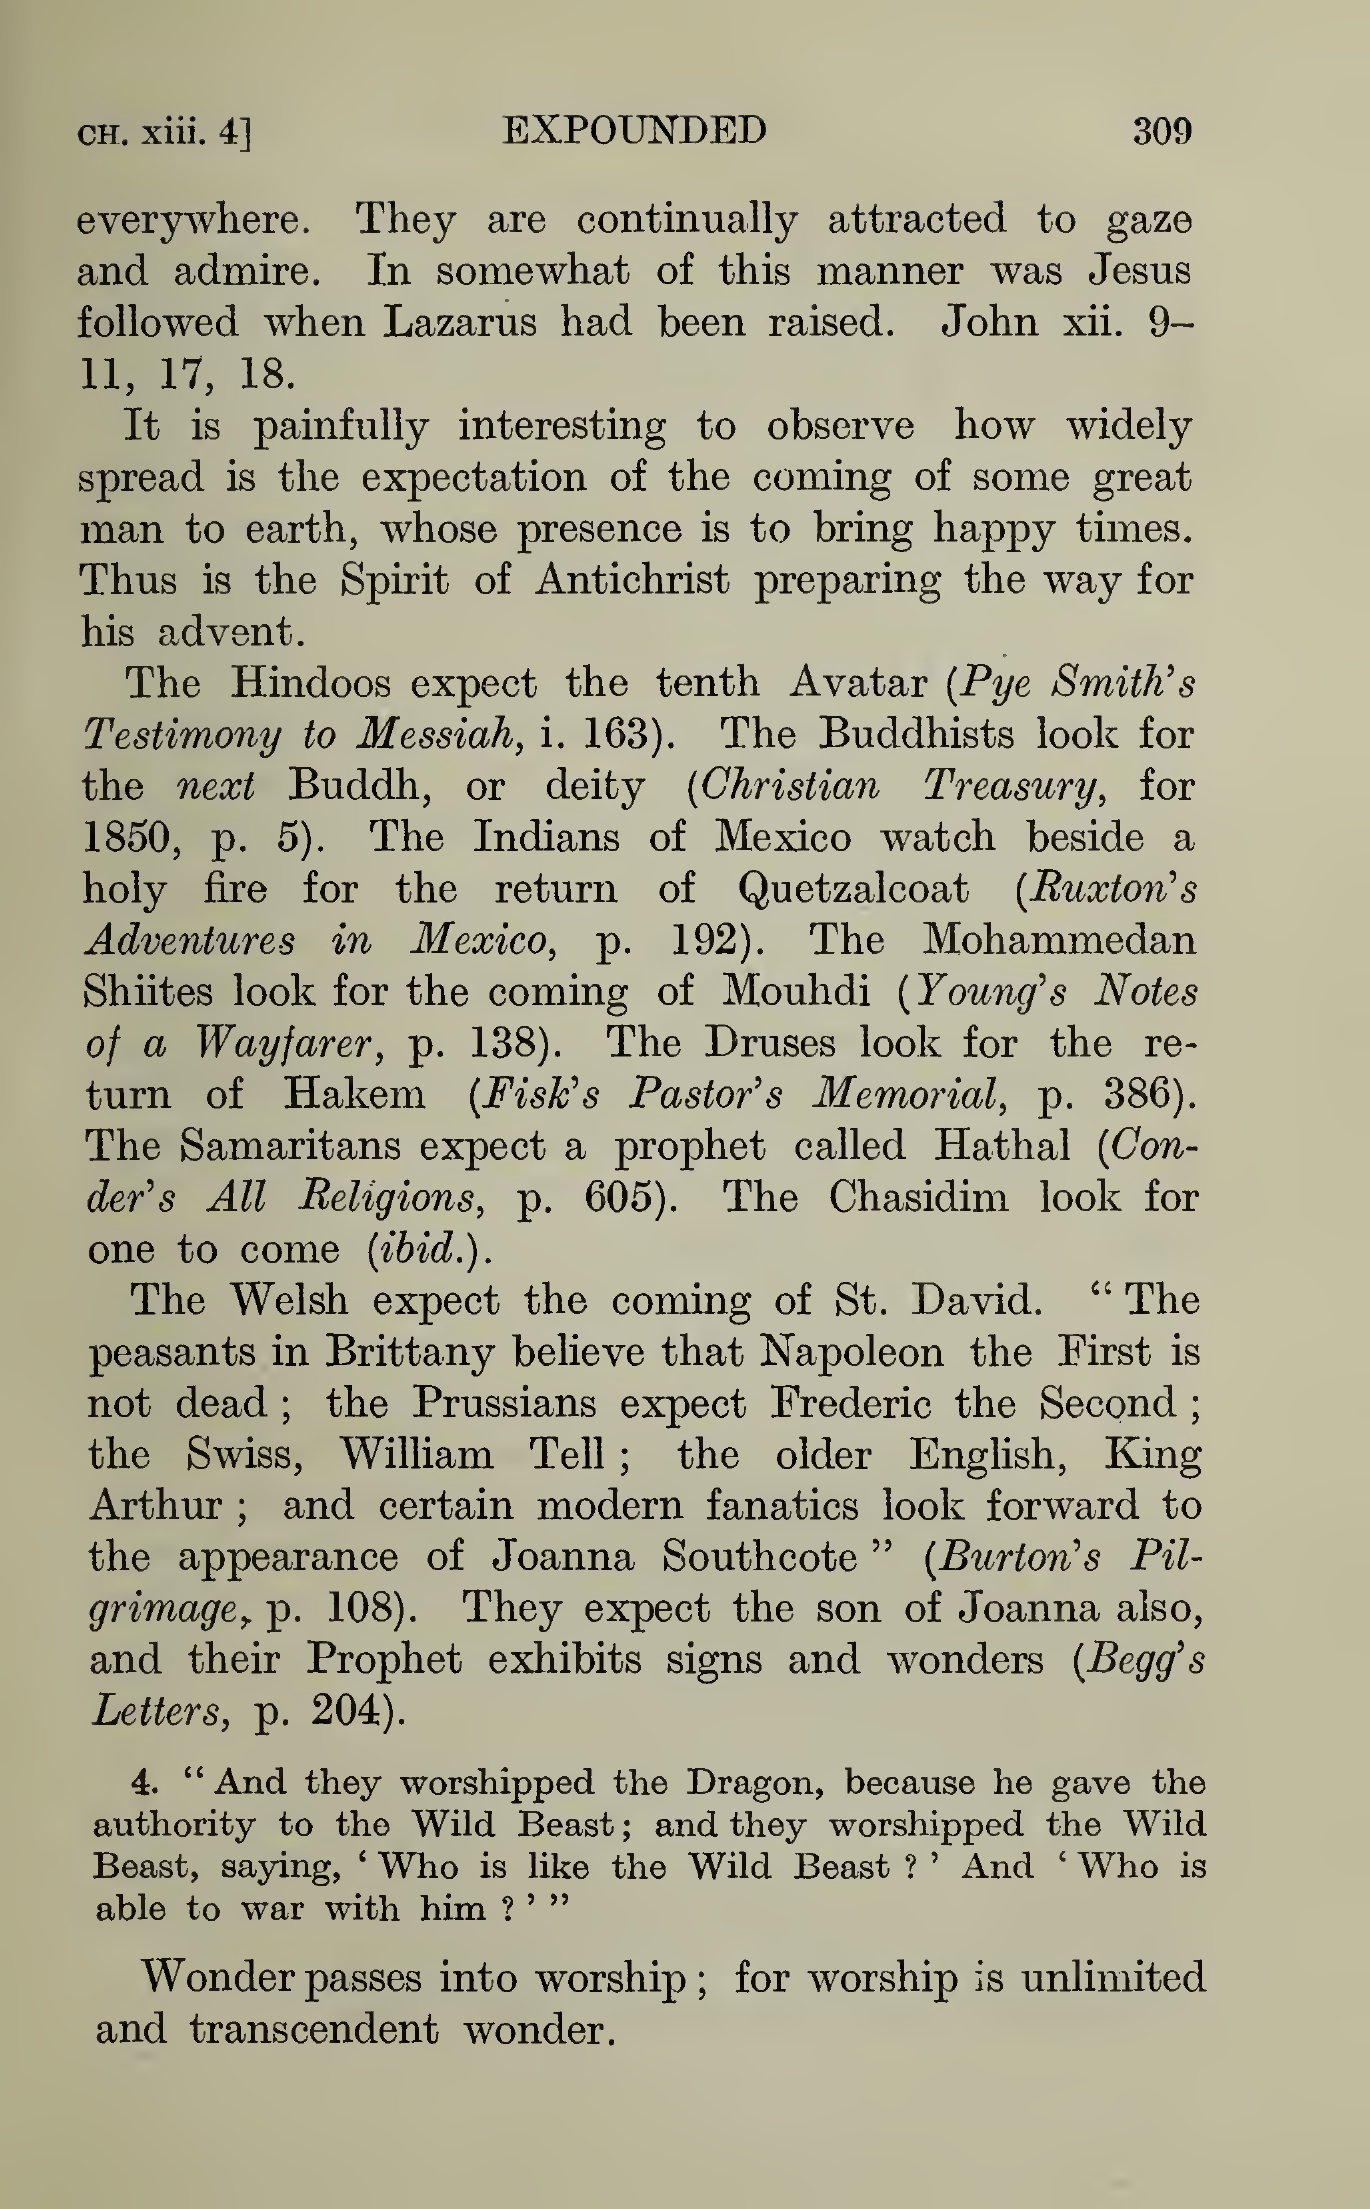 CH. xiii. 4] EXPOUNDED 309
everywhere. They are continually attracted to gaze
and admire. In somewhat of this manner was Jesus
followed when Lazarus had been raised. John xii. 9–
11, 17, 18.
It is painfully interesting to observe how widely
spread is the expectation of the coming of some great
man to earth, whose presence is to bring happy times.
Thus is the Spirit of Antichrist preparing the way for
his advent.
The Hindoos expect the tenth Avatar (Pye Smith's
Testimony to Messiah, i. 163). The Buddhists look for
the next Buddh, or deity (Christian Treasury, for
1850, p. 5). The Indians of Mexico watch beside a
holy fire for the return of Quetzalcoat (Ruxton's
Adventures in Mexico, p. 192). The Mohammedan
Shiites look for the coming of Mouhdi (Young's Notes
of a Wayfarer, p. 138). The Druses look for the re-
turn of Hakem (Fisk's Pastor's Memorial, p. 386).
The Samaritans expect a prophet called Hathal (Con-
der's All Religions, p. 605). The Chasidim look for
one to come (ibid.).
The Welsh expect the coming of St. David. “ The
peasants in Brittany believe that Napoleon the First is
not dead ; the Prussians expect Frederic the Second ;
the Swiss, William Tell ; the older English, King
Arthur ; and certain modern fanatics look forward to
the appearance of Joanna Southcote ” (Burton's Pil-
grimage, p. 108). They expect the son of Joanna also,
and their Prophet exhibits signs and wonders (Begg's
Letters, p. 204).
4. “ And they worshipped the Dragon, because he gave the
authority to the Wild Beast ; and they worshipped the Wild
Beast, saying, ‘ Who is like the Wild Beast ? ’ And ‘ Who is
able to war with him ? ’ ”
Wonder passes into worship ; for worship is unlimited
and transcendent wonder.